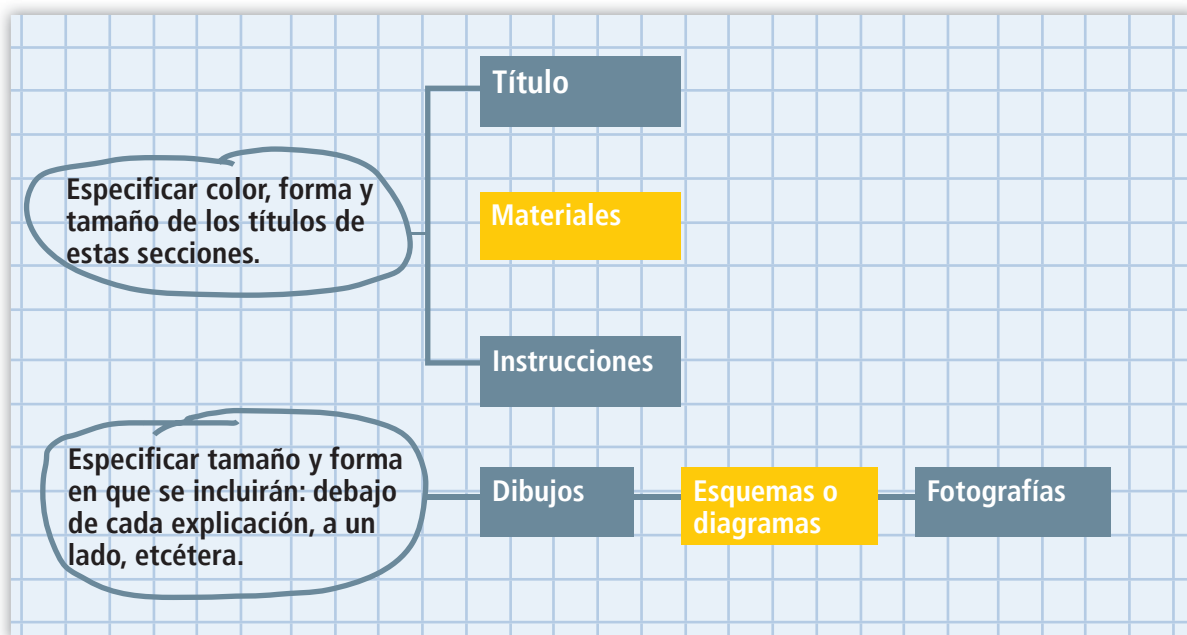 Título
Especificar color, forma y
tamaño de los títulos de
estas secciones.
Materiales
Instrucciones
Especificar tamaño y forma
en que se incluirán: debajo
de cada explicación, a un
lado, etcétera.
Dibujos
Esquemas o
diagramas
Fotografías